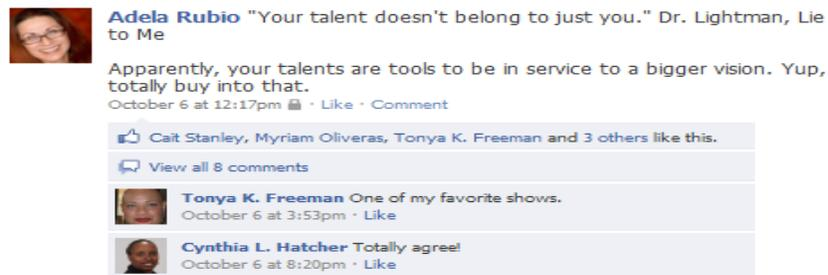 Adela Rubio "Your talent doesn't belong to just you." Dr. Lightman, Lie
to Me
Apparently, your talents are tools to be in service to a bigger vision. Yup,
totally buy into that.
October 6 at 12:17pm · Like · Comment
Cait Stanley, Myriam Oliveras, Tonya K. Freeman and 3 others like this.
View all 8 comments
Tonya K. Freeman One of my favorite shows.
October 6 at 3:53pm · Like
Cynthia L. Hatcher Totally agree!
October 6 at 8:20pm · Like